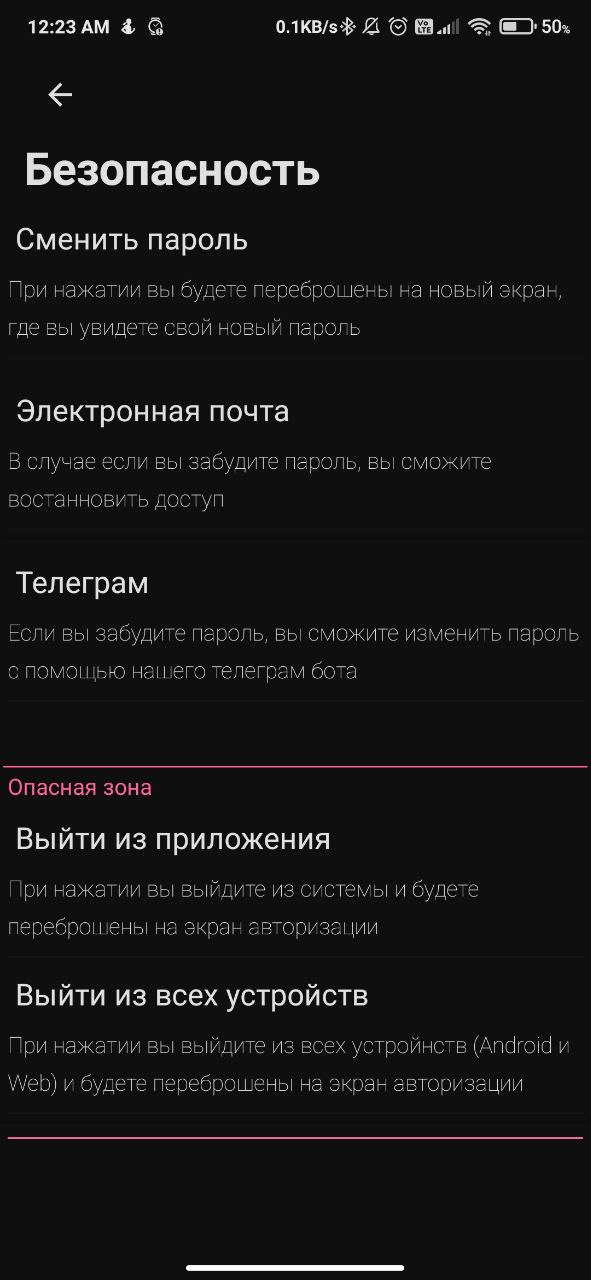 12:23 AM 0.1KB/s Vo LTE 50%
Безопасность
Сменить пароль
При нажатии вы будете переброшены на новый экран,
где вы увидете свой новый пароль
Электронная почта
В случае если вы забудите пароль, вы сможите
востанновить доступ
Телеграм
Если вы забудите пароль, вы сможите изменить пароль
с помощью нашего телеграм бота
Опасная зона
Выйти из приложения
При нажатии вы выйдите из системы и будете
переброшены на экран авторизации
Выйти из всех устройств
При нажатии вы выйдите из всех устройнств (Android и
Web) и будете переброшены на экран авторизации